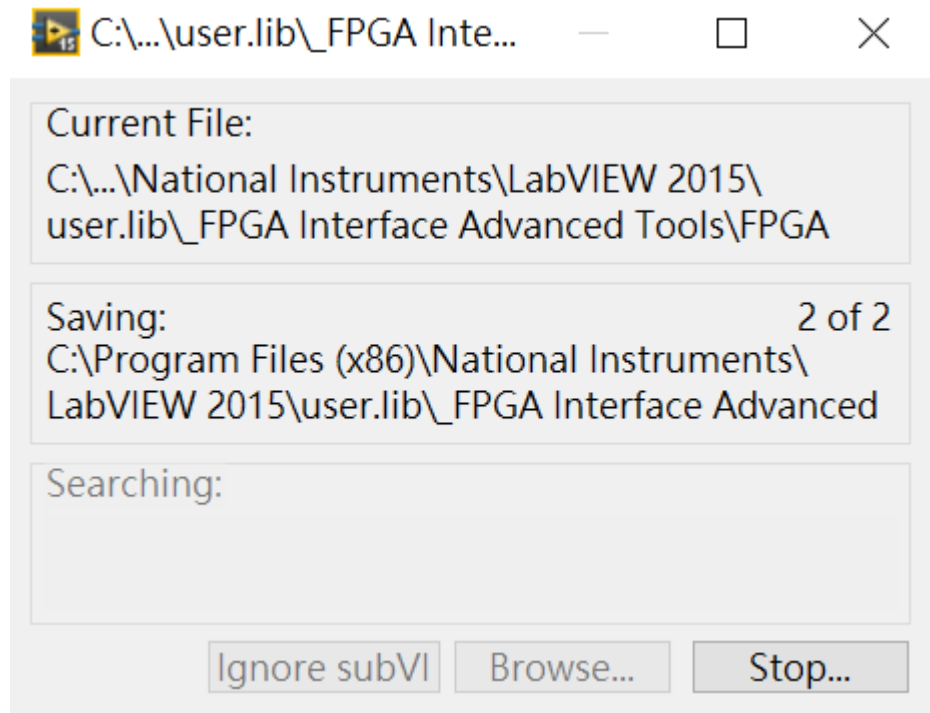 C:\...\user.lib\_FPGA Inte...
Current File:
C:\...\National Instruments\LabVIEW 2015\
user.lib\_FPGA Interface Advanced Tools\FPGA
Saving: 2 of 2
C:\Program Files (x86)\National Instruments\
LabVIEW 2015\user.lib\_FPGA Interface Advanced
Searching:
Ignore subVI Browse... Stop...